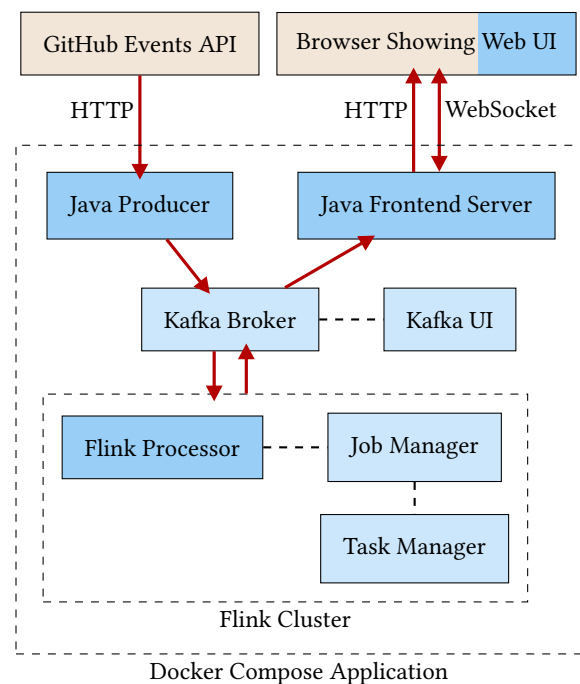 GitHub Events API
Browser Showing Web UI
HTTP
HTTP
WebSocket
Java Producer
Java Frontend Server
Kafka Broker
Kafka UI
Flink Processor
Job Manager
Task Manager
Flink Cluster
Docker Compose Application